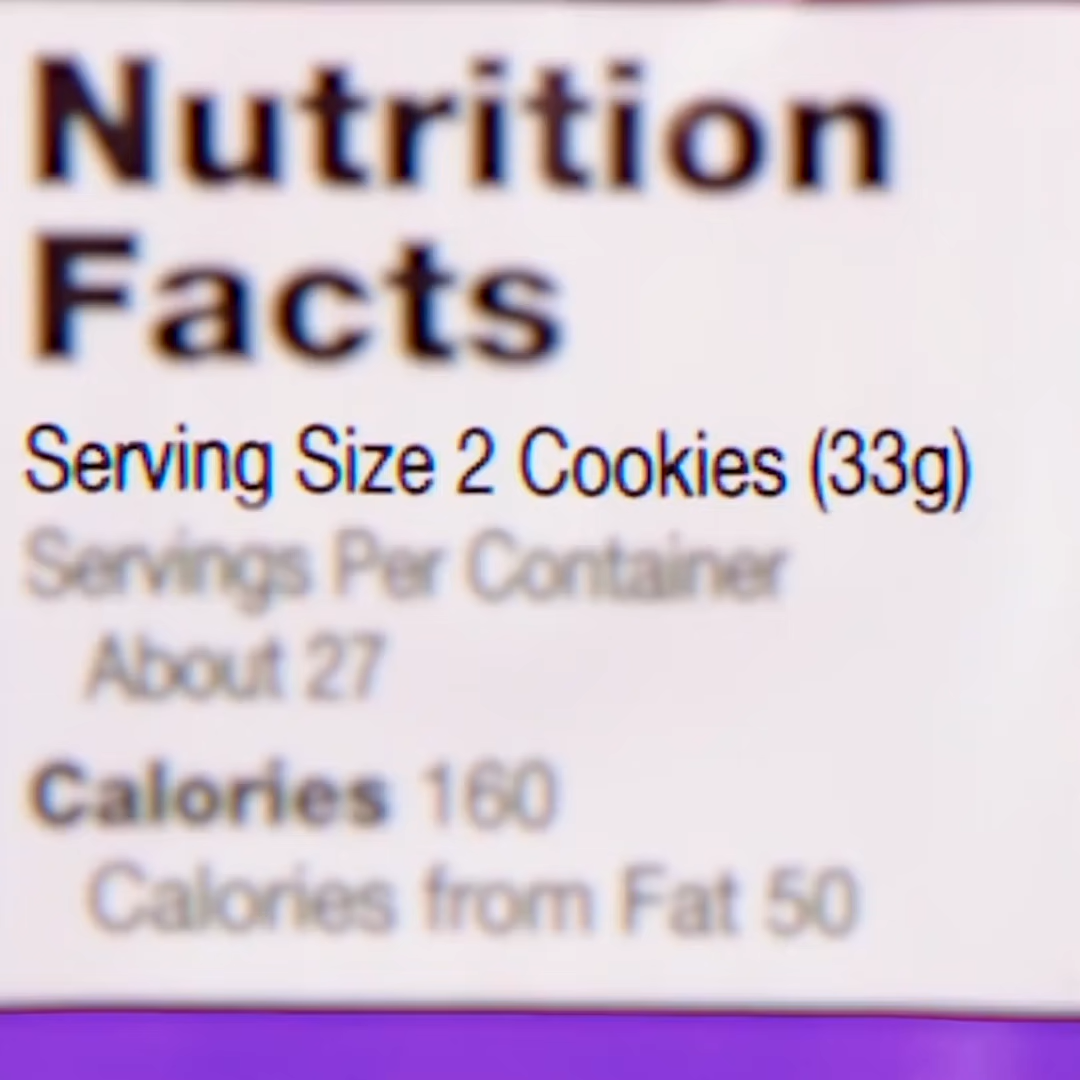 Nutrition
Facts
Serving Size 2 Cookies (33g)
Servings Per Container
About 27
Calories 160
Calories from Fat 50